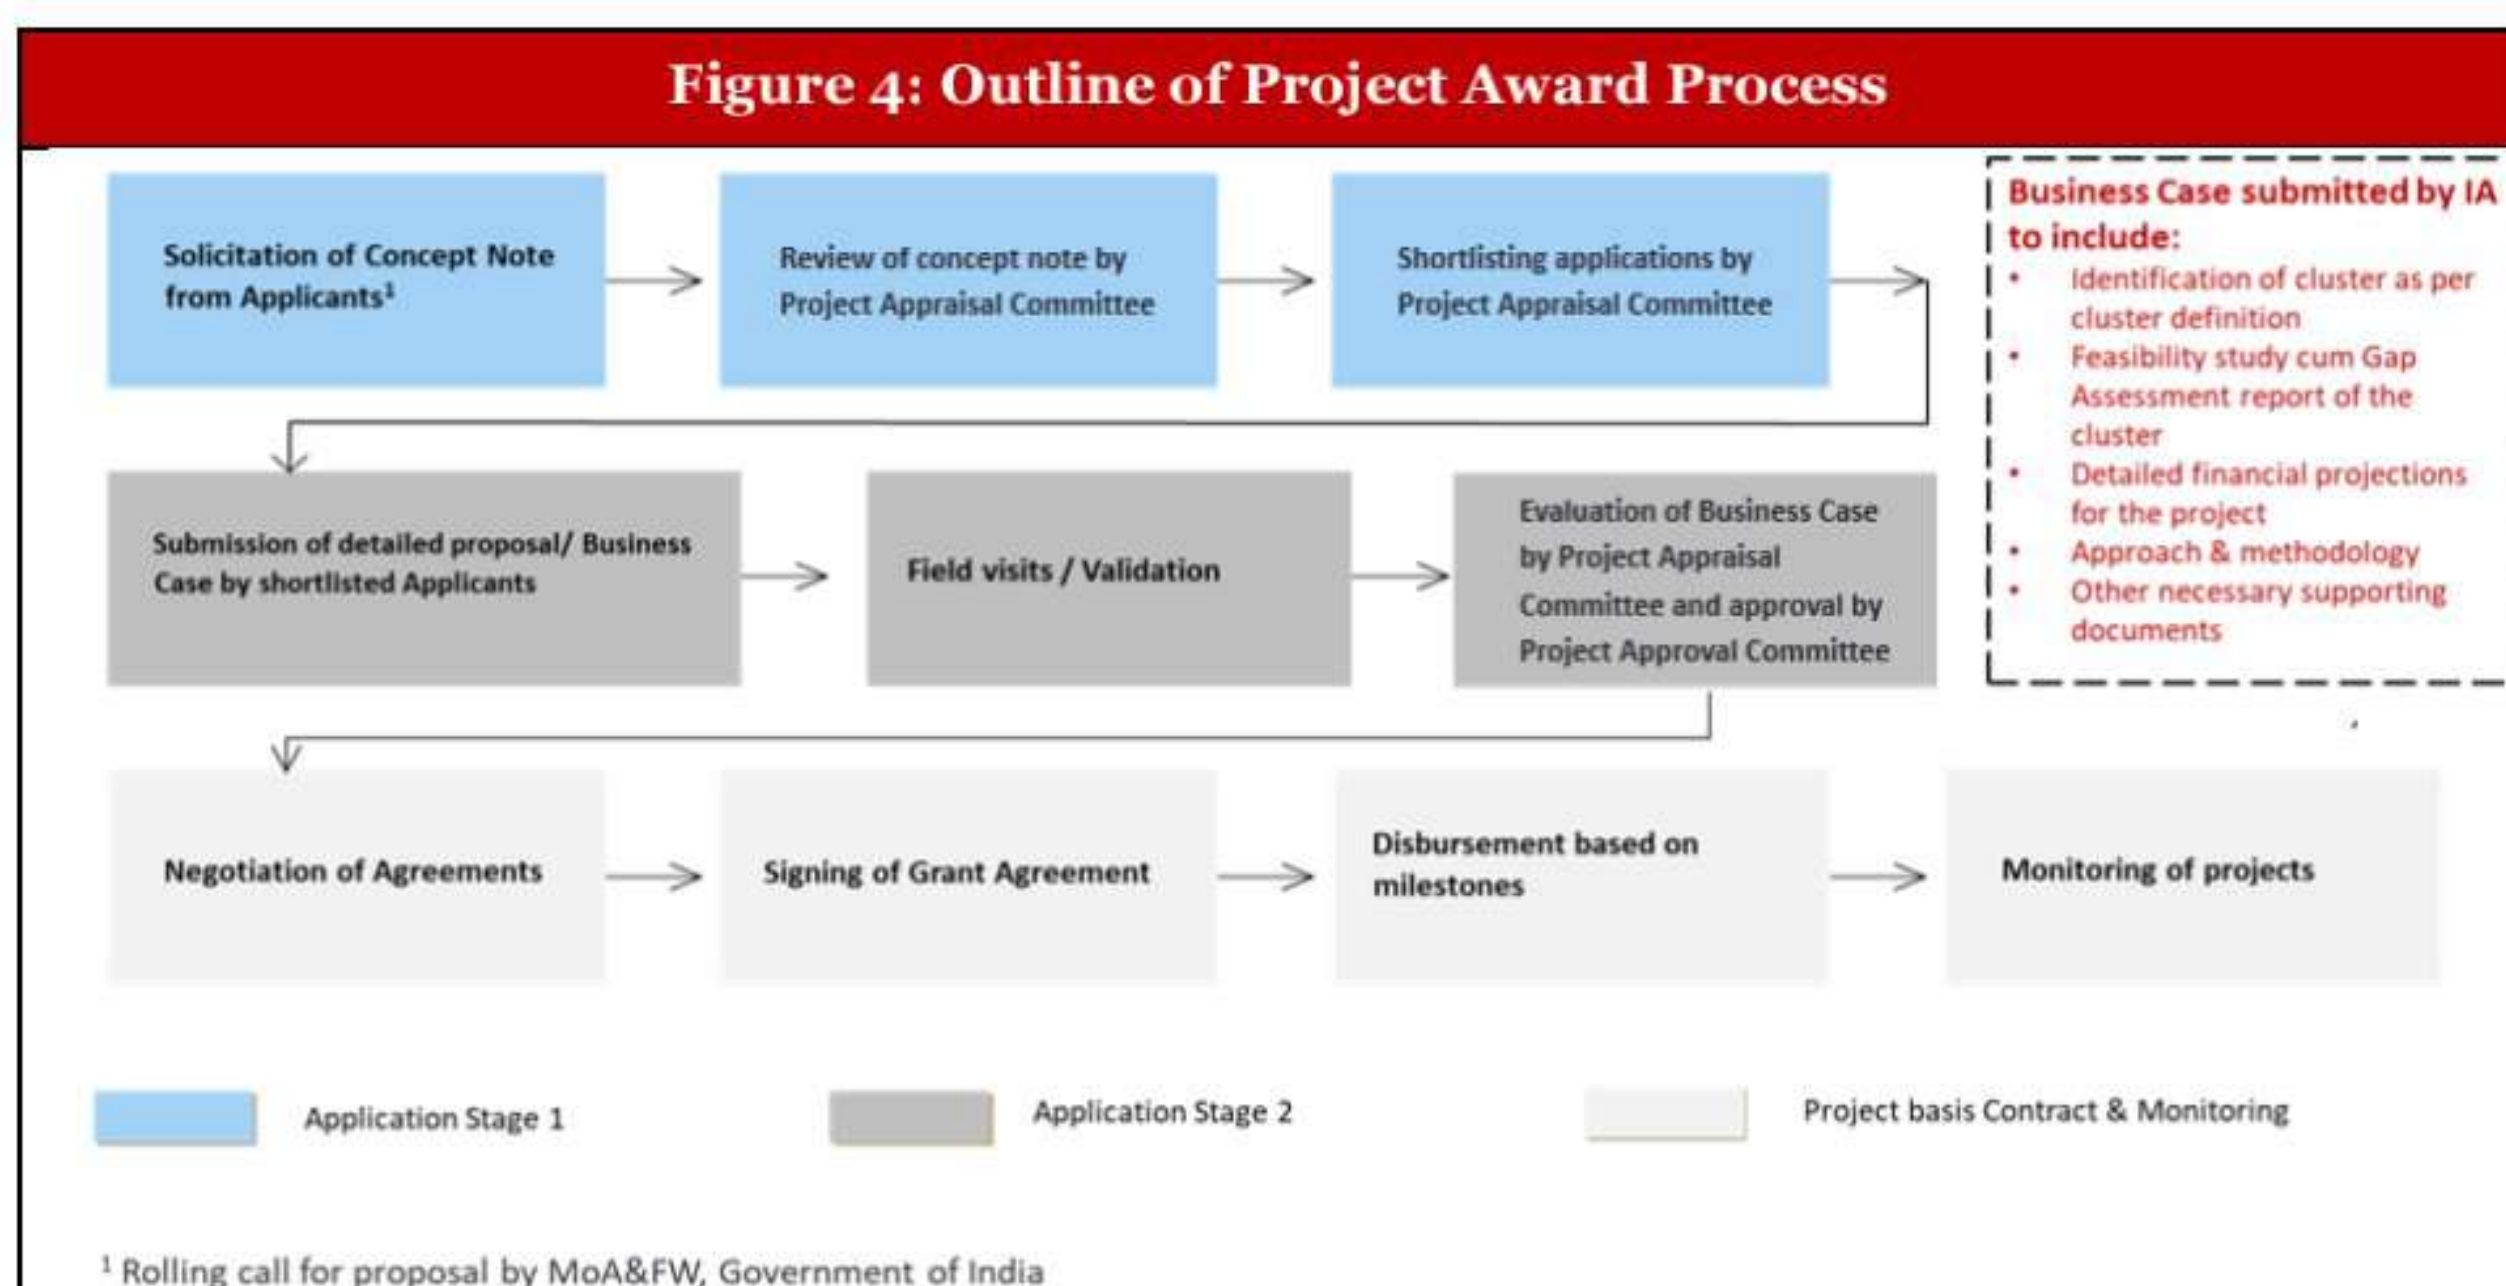 Figure 4: Outline of Project Award Process
Solicitation of Concept Note
from Applicants¹
Review of concept note by
Project Appraisal Committee
Shortlisting applications by
Project Appraisal Committee
Business Case submitted by IA
to include:
• Identification of cluster as per
cluster definition
• Feasibility study cum Gap
Assessment report of the
cluster
• Detailed financial projections
for the project
• Approach & methodology
• Other necessary supporting
documents
Submission of detailed proposal/ Business
Case by shortlisted Applicants
Field visits / Validation
Evaluation of Business Case
by Project Appraisal
Committee and approval by
Project Approval Committee
Negotiation of Agreements
Signing of Grant Agreement
Disbursement based on
milestones
Monitoring of projects
Application Stage 1
Application Stage 2
Project basis Contract & Monitoring
¹ Rolling call for proposal by MoA&FW, Government of India